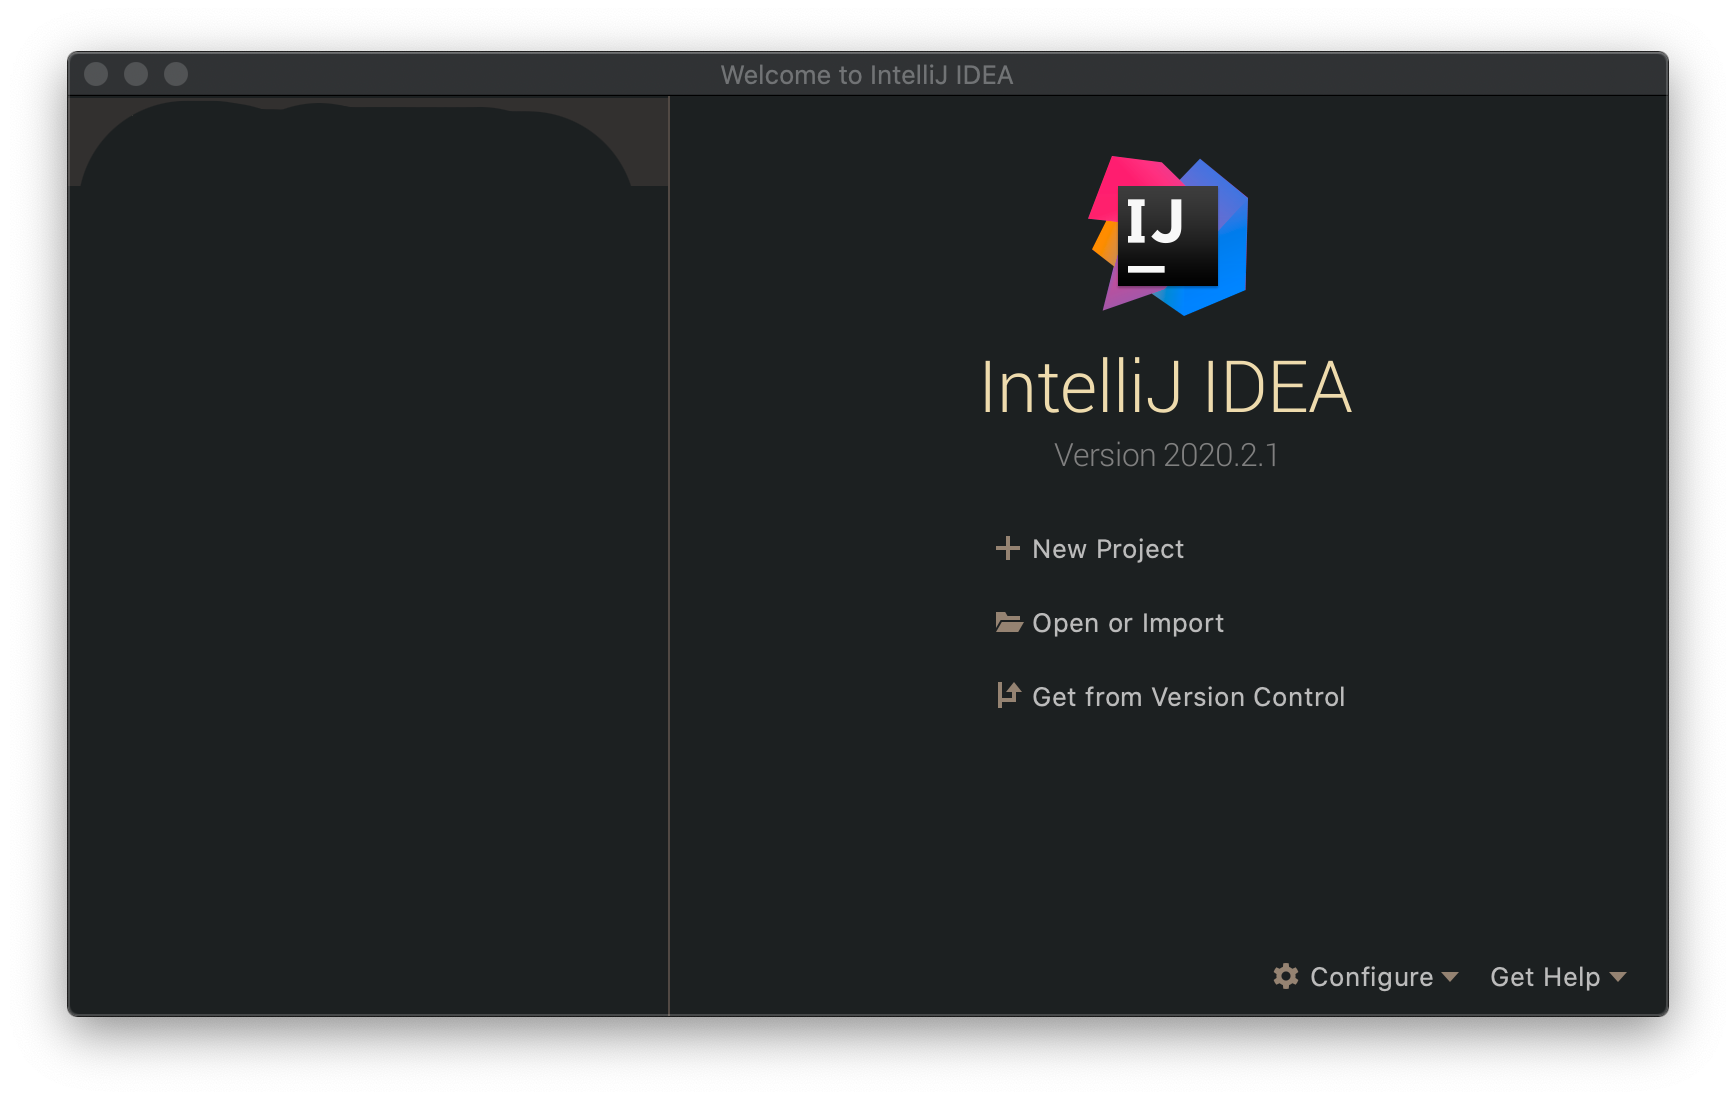 Welcome to IntelliJ IDEA
IJ
IntelliJ IDEA
Version 2020.2.1
New Project
Open or Import
Get from Version Control
Configure
Get Help